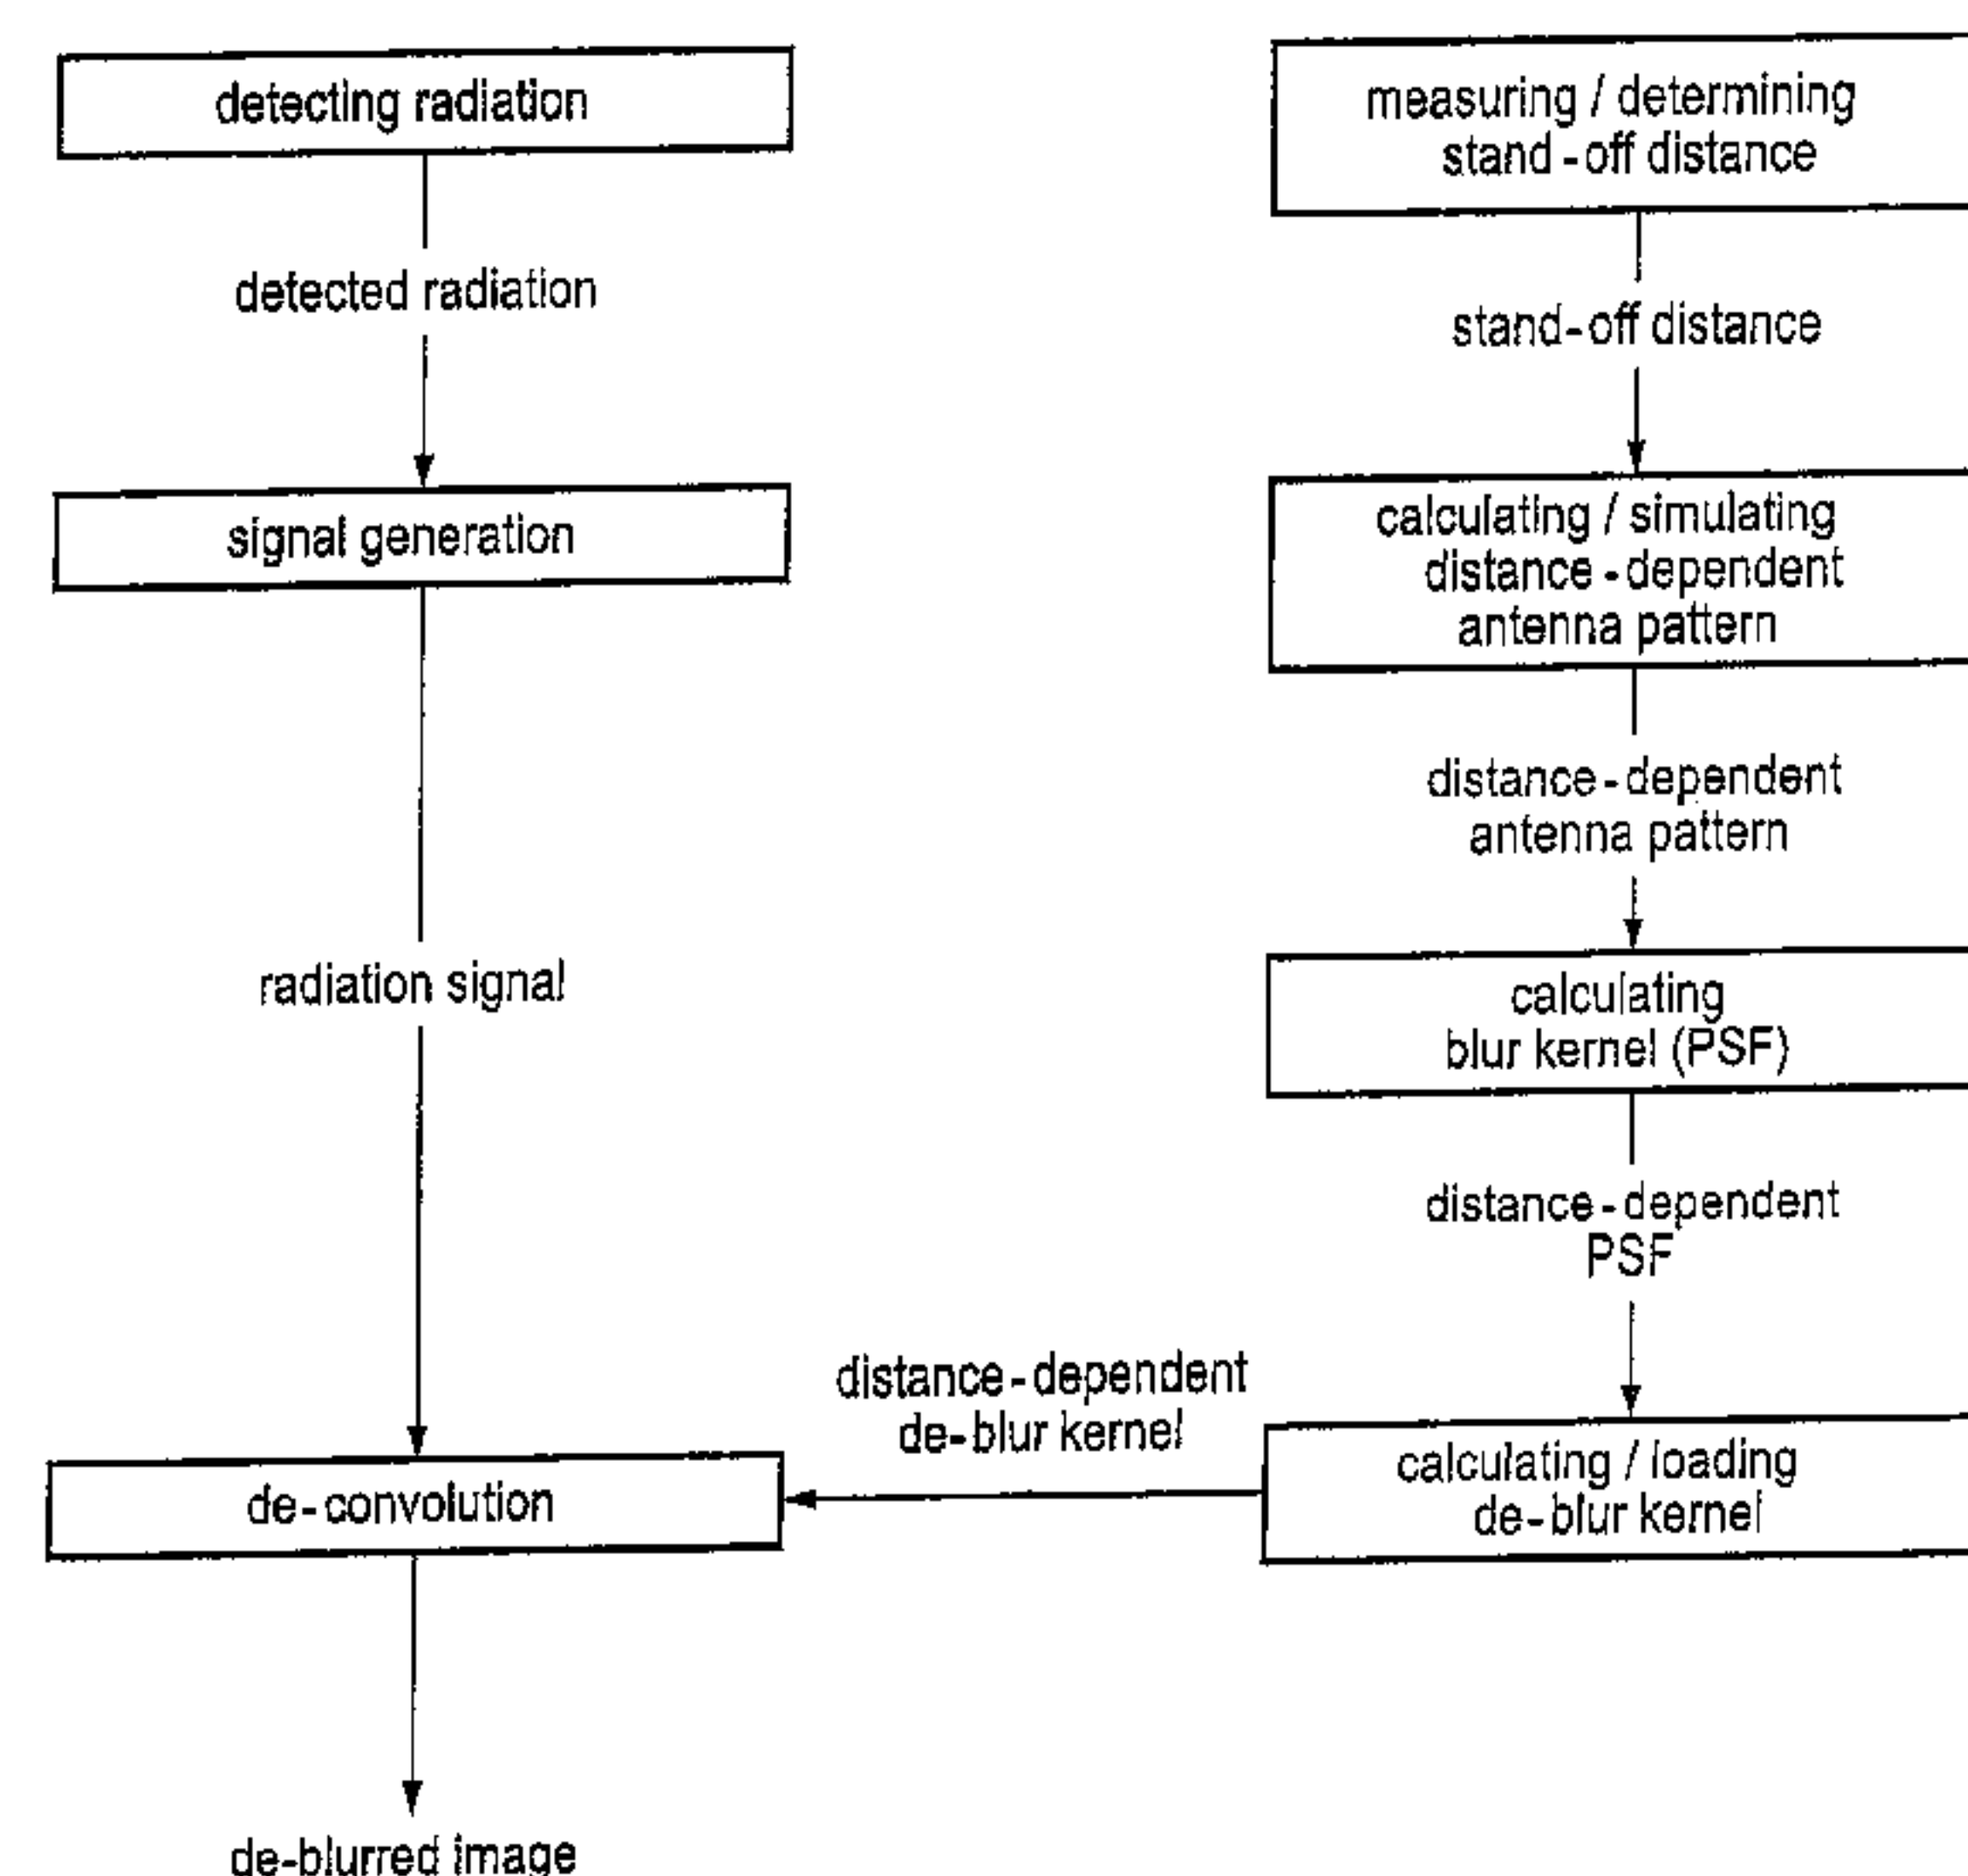 detecting radiation
detected radiation
signal generation
radiation signal
de-convolution
de-blurred image
measuring / determining
stand-off distance
stand-off distance
calculating / simulating
distance-dependent
antenna pattern
distance-dependent
antenna pattern
calculating
blur kernel (PSF)
distance-dependent
PSF
calculating / loading
de-blur kernel
distance-dependent
de-blur kernel